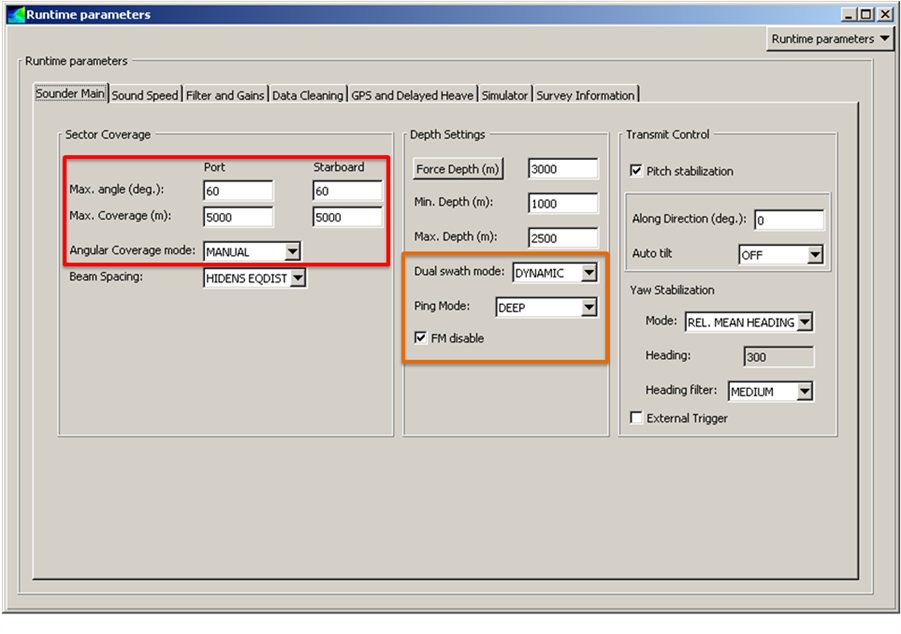 Runtime parameters
Runtime parameters
Runtime parameters
Sounder Main Sound Speed Filter and Gains Data Cleaning GPS and Delayed Heave Simulator Survey Information
Sector Coverage
Port Starboard
Max. angle (deg.): 60 60
Max. Coverage (m): 5000 5000
Angular Coverage mode: MANUAL
Beam Spacing: HIDENS EQDIST
Depth Settings
Force Depth (m) 3000
Min. Depth (m): 1000
Max. Depth (m): 2500
Dual swath mode: DYNAMIC
Ping Mode: DEEP
FM disable
Transmit Control
Pitch stabilization
Along Direction (deg.): 0
Auto tilt OFF
Yaw Stabilization
Mode: REL. MEAN HEADING
Heading: 300
Heading filter: MEDIUM
External Trigger